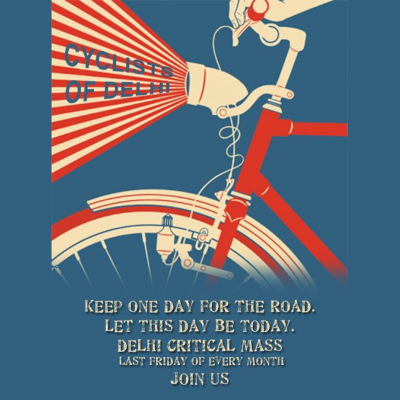 CYCLISTS
OF DELHI
KEEP ONE DAY FOR THE ROAD.
LET THIS DAY BE TODAY.
DELHI CRITICAL MASS
LAST FRIDAY OF EVERY MONTH
JOIN US